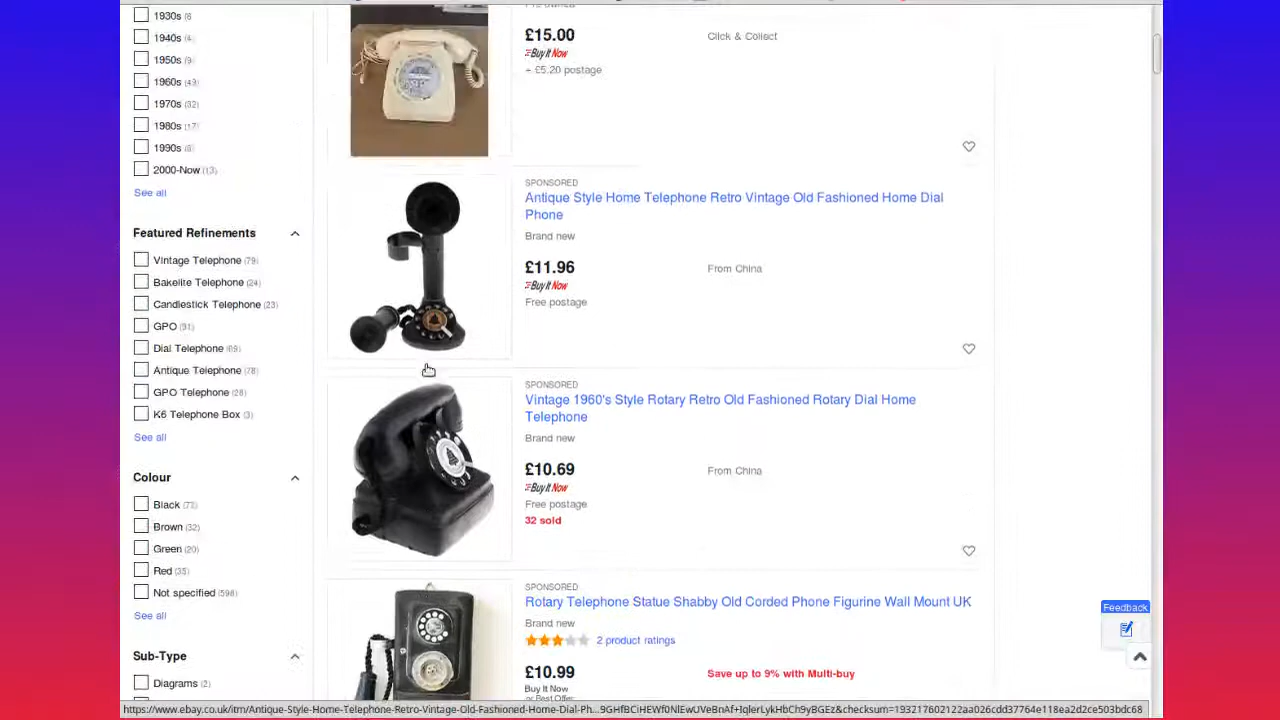 1930s (6
1940s (4)
1950s (9)
1960s (43)
1970s (32)
1980s (17)
1990s (8)
2000-Now (13)
See all
Featured Refinements
Vintage Telephone (79)
Bakelite Telephone (24)
Candlestick Telephone (23)
GPO (31)
Dial Telephone (69)
Antique Telephone (78)
GPO Telephone (28)
K6 Telephone Box (3)
See all
Colour
Black (73)
Brown (32)
Green (20)
Red (35)
Not specified (598)
See all
Sub-Type
Diagrams (2)
£15.00
Click & Collect
Buy It Now
+ £5.20 postage
SPONSORED
Antique Style Home Telephone Retro Vintage Old Fashioned Home Dial
Phone
Brand new
£11.96
From China
Buy It Now
Free postage
SPONSORED
Vintage 1960's Style Rotary Retro Old Fashioned Rotary Dial Home
Telephone
Brand new
£10.69
From China
Buy It Now
Free postage
32 sold
SPONSORED
Rotary Telephone Statue Shabby Old Corded Phone Figurine Wall Mount UK
Brand new
2 product ratings
£10.99
Save up to 9% with Multi-buy
Buy It Now
or Best Offer
Feedback